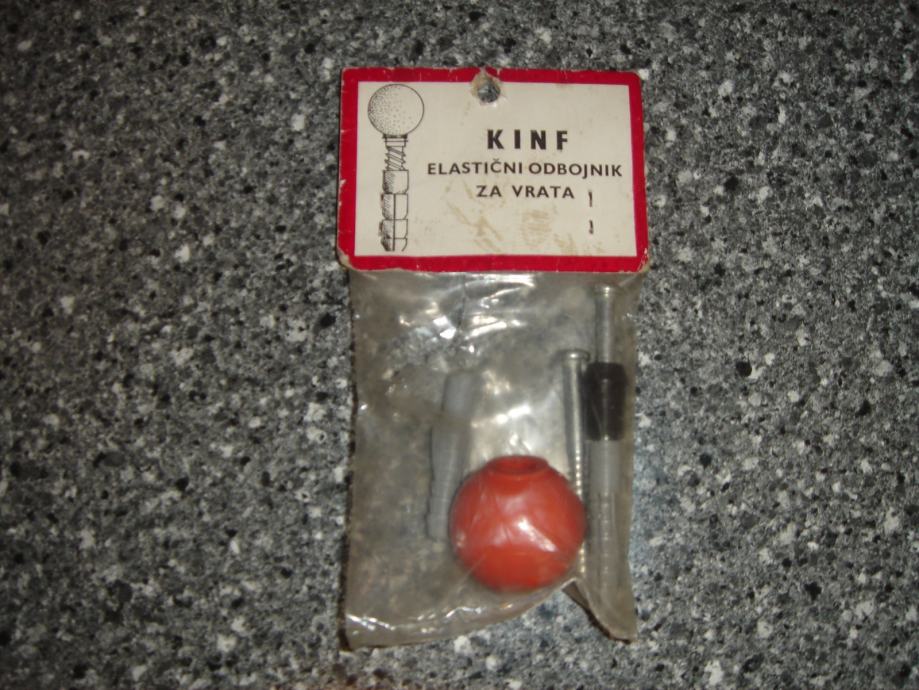 KINF
ELASTIČNI ODBOJNIK
ZA VRATA